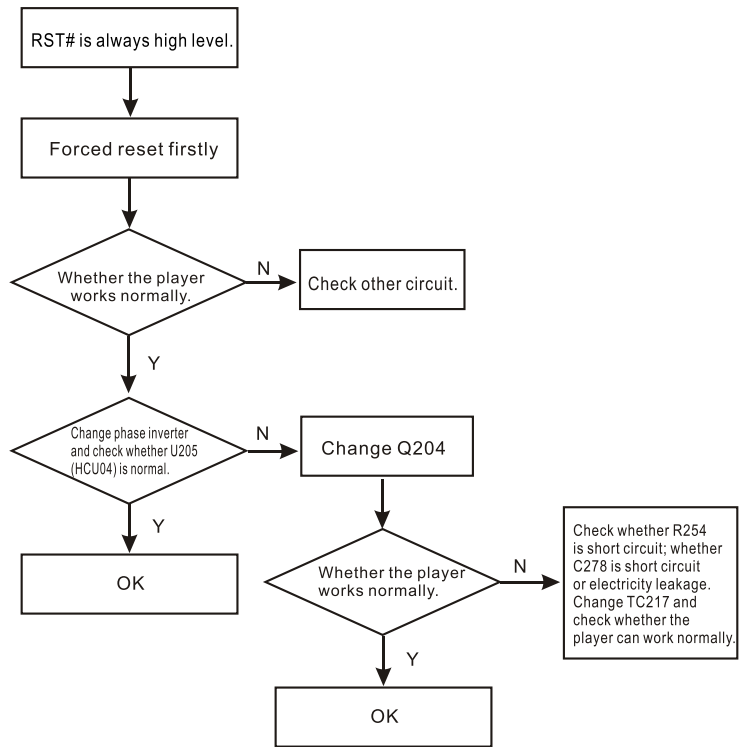 RST# is always high level.
Forced reset firstly
Whether the player
works normally.
N
Check other circuit.
Y
Change phase inverter
and check whether U205
(HCU04) is normal.
N
Change Q204
Y
OK
Whether the player
works normally.
N
Check whether R254
is short circuit; whether
C278 is short circuit
or electricity leakage.
Change TC217 and
check whether the
player can work normally.
Y
OK